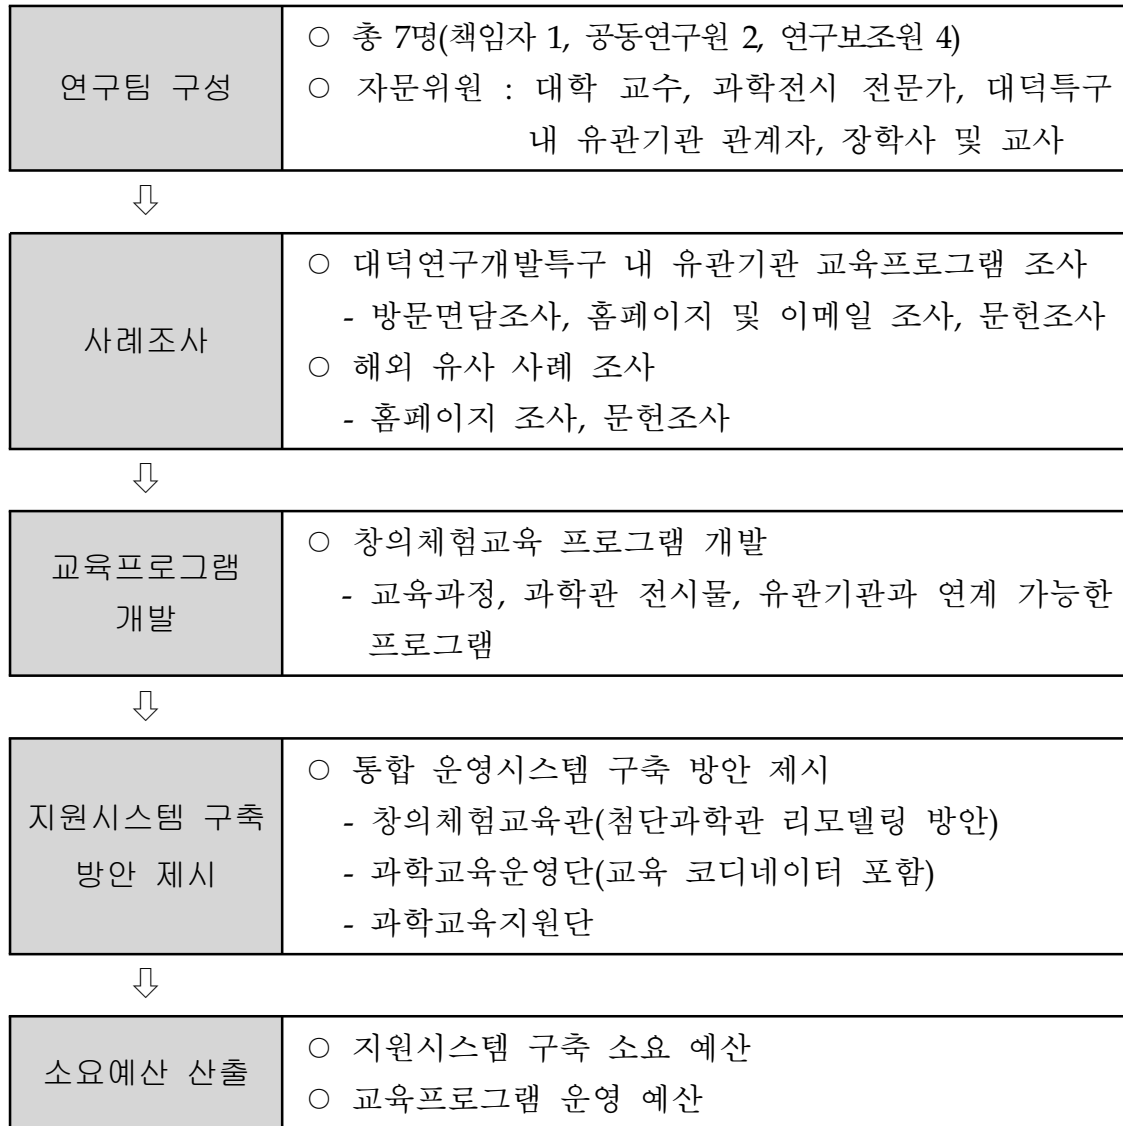 연구팀 구성
○ 총 7명(책임자 1, 공동연구원 2, 연구보조원 4)
○ 자문위원 : 대학 교수, 과학전시 전문가, 대덕특구
내 유관기관 관계자, 장학사 및 교사
⇩
사례조사
○ 대덕연구개발특구 내 유관기관 교육프로그램 조사
- 방문면담조사, 홈페이지 및 이메일 조사, 문헌조사
○ 해외 유사 사례 조사
- 홈페이지 조사, 문헌조사
⇩
교육프로그램
개발
○ 창의체험교육 프로그램 개발
- 교육과정, 과학관 전시물, 유관기관과 연계 가능한
프로그램
⇩
지원시스템 구축
방안 제시
○ 통합 운영시스템 구축 방안 제시
- 창의체험교육관(첨단과학관 리모델링 방안)
- 과학교육운영단(교육 코디네이터 포함)
- 과학교육지원단
⇩
소요예산 산출
○ 지원시스템 구축 소요 예산
○ 교육프로그램 운영 예산